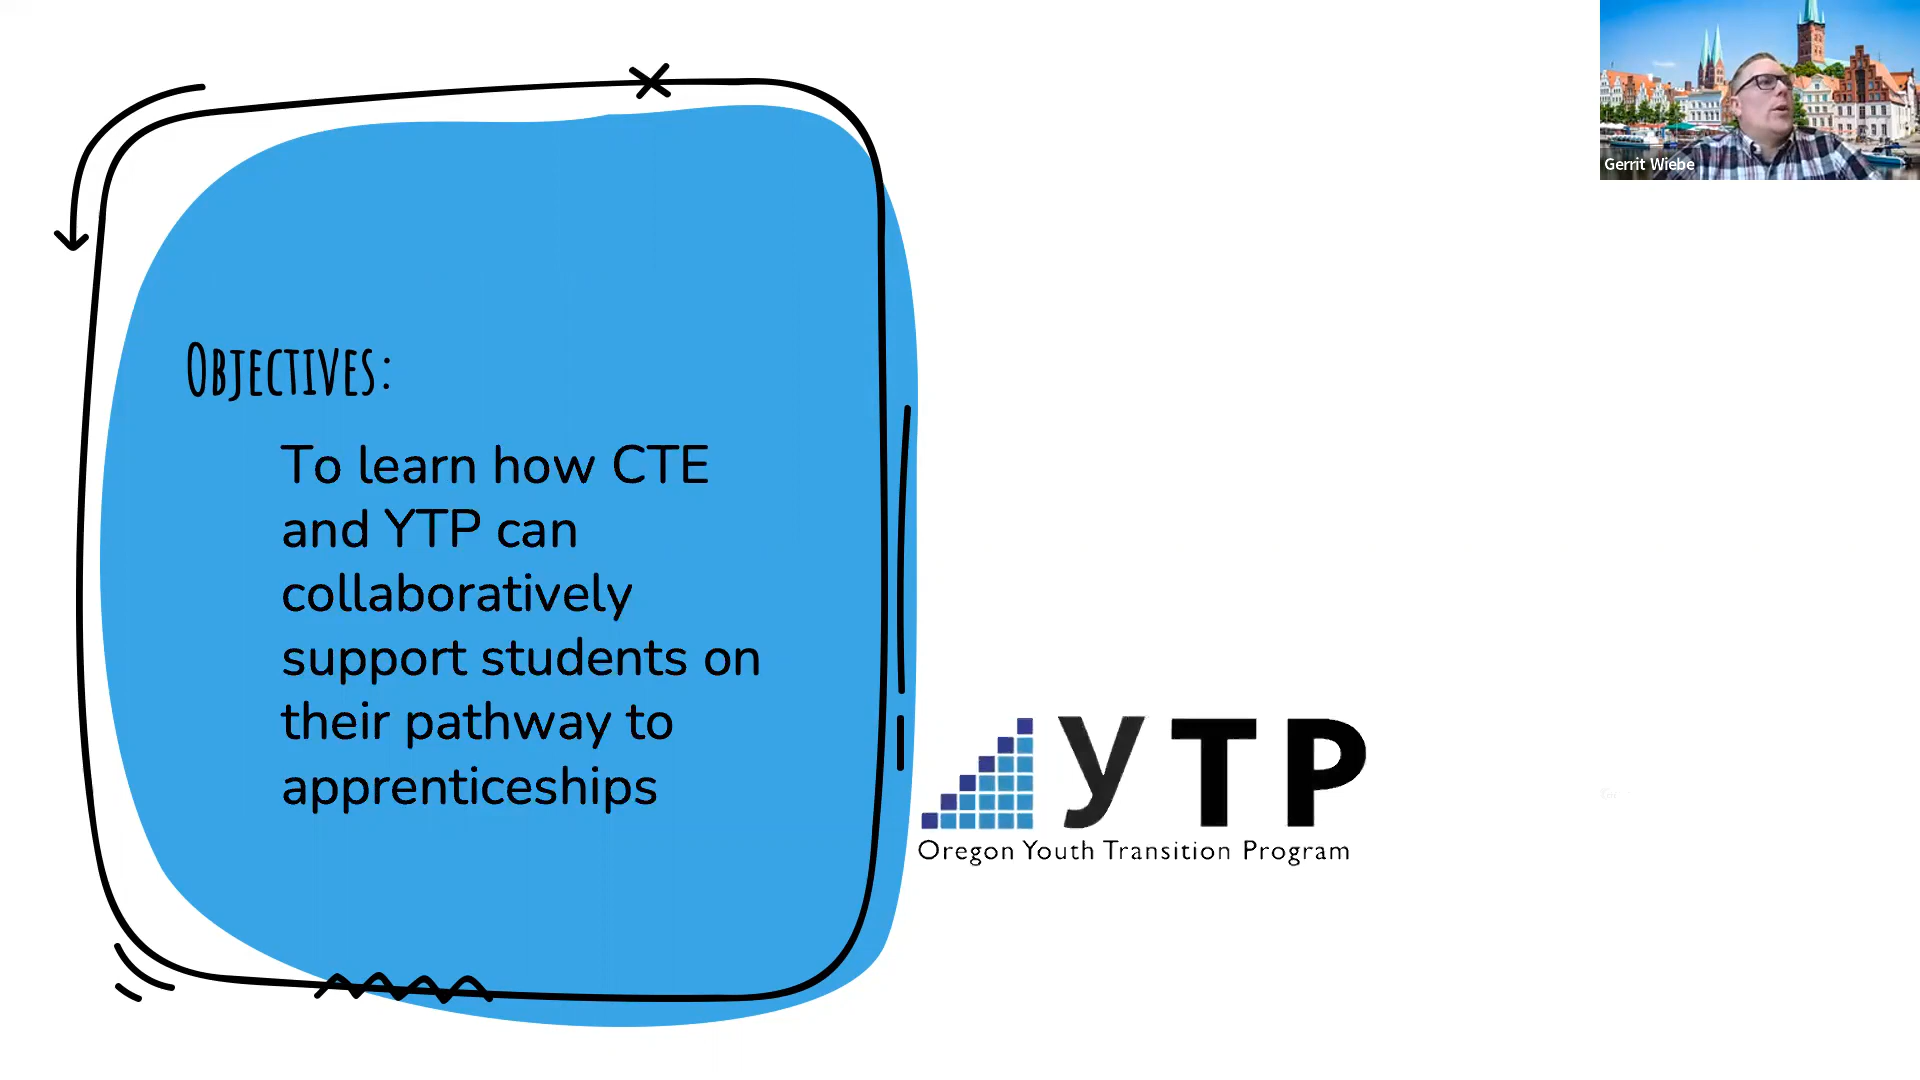 Gerrit Wiebe
Objectives:
To learn how CTE
and YTP can
collaboratively
support students on
their pathway to
apprenticeships
YTP
Oregon Youth Transition Program